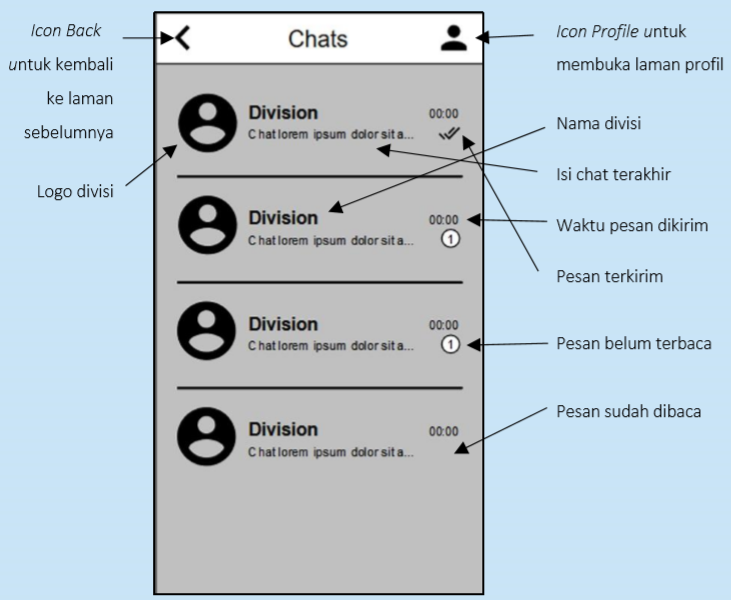 Icon Back
untuk kembali
ke laman
sebelumnya
Logo divisi
Chats
Division
00:00
Chat lorem ipsum dolor sit a...
Division
00:00
Chat lorem ipsum dolor sit a...
1
Division
00:00
Chat lorem ipsum dolor sit a...
1
Division
00:00
Chat lorem ipsum dolor sit a...
Icon Profile untuk
membuka laman profil
Nama divisi
Isi chat terakhir
Waktu pesan dikirim
Pesan terkirim
Pesan belum terbaca
Pesan sudah dibaca